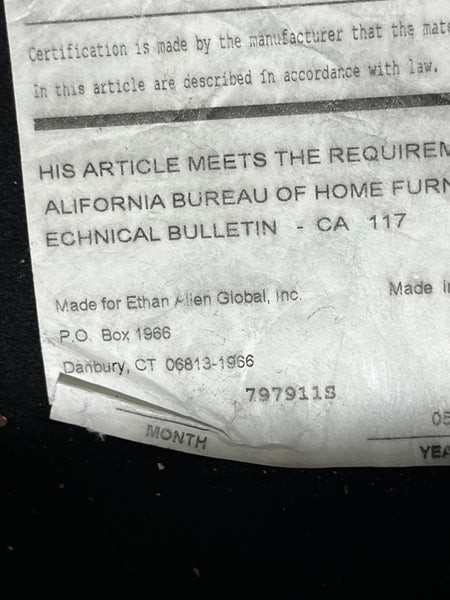 Certification is made by the manufacturer that the mate
In this article are described in accordance with law.
HIS ARTICLE MEETS THE REQUIREM
ALIFORNIA BUREAU OF HOME FURN
ECHNICAL BULLETIN - CA 117
Made for Ethan Allen Global, Inc. Made in
P.O. Box 1966
Danbury, CT 06813-1966
797911S
05
MONTH YEA